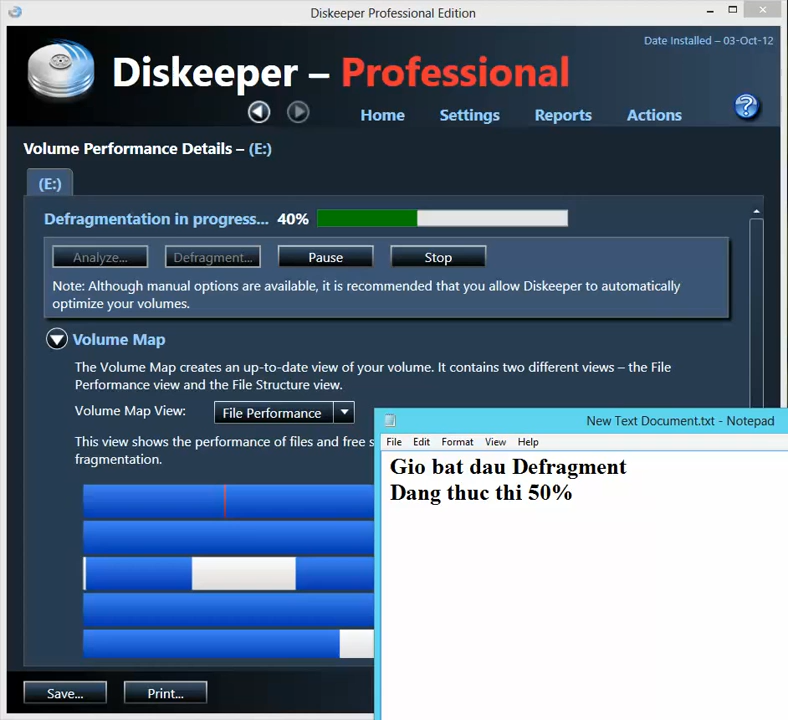 Diskeeper Professional Edition
Date Installed – 03-Oct-12
Diskeeper – Professional
Home Settings Reports Actions
?
Volume Performance Details – (E:)
(E:)
Defragmentation in progress... 40%
Analyze... Defragment... Pause Stop
Note: Although manual options are available, it is recommended that you allow Diskeeper to automatically
optimize your volumes.
Volume Map
The Volume Map creates an up-to-date view of your volume. It contains two different views – the File
Performance view and the File Structure view.
Volume Map View: File Performance
This view shows the performance of files and free s
fragmentation.
New Text Document.txt - Notepad
File Edit Format View Help
Gio bat dau Defragment
Dang thuc thi 50%
Save... Print...